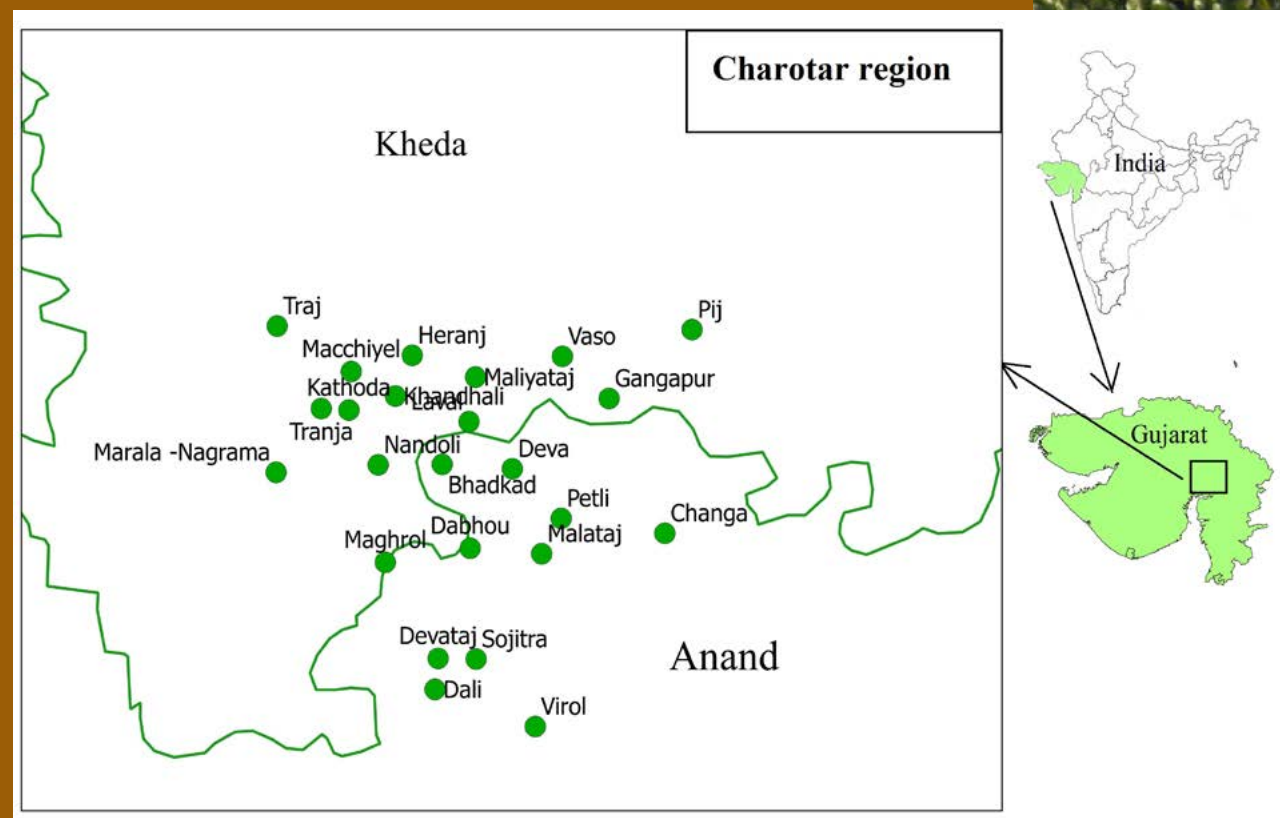 Charotar region
Kheda
India
Traj
Pij
Heranj
Vaso
Macchiyel
Maliyataj
Gangapur
Kathoda
Khandhali
Laval
Tranja
Gujarat
Marala -Nagrama
Nandoli
Deva
Bhadkad
Petli
Changa
Dabhou
Malataj
Maghrol
Devataj
Sojitra
Anand
Dali
Virol